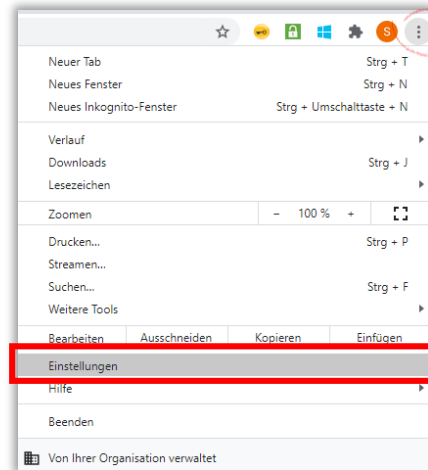 S
Neuer Tab Strg + T
Neues Fenster Strg + N
Neues Inkognito-Fenster Strg + Umschalttaste + N
Verlauf
Downloads Strg + J
Lesezeichen
Zoomen - 100 % +
Drucken... Strg + P
Streamen...
Suchen... Strg + F
Weitere Tools
Bearbeiten Ausschneiden Kopieren Einfügen
Einstellungen
Hilfe
Beenden
Von Ihrer Organisation verwaltet